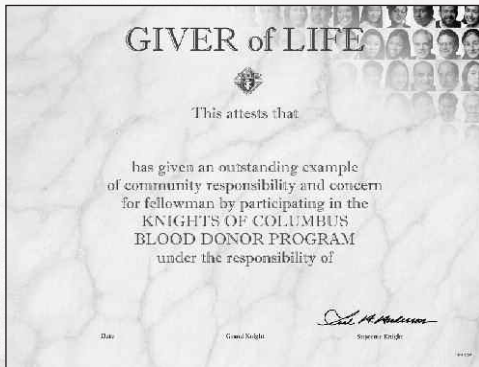 GIVER of LIFE
This attests that
has given an outstanding example
of community responsibility and concern
for fellowman by participating in the
KNIGHTS OF COLUMBUS
BLOOD DONOR PROGRAM
under the responsibility of
Date Grand Knight Supreme Knight